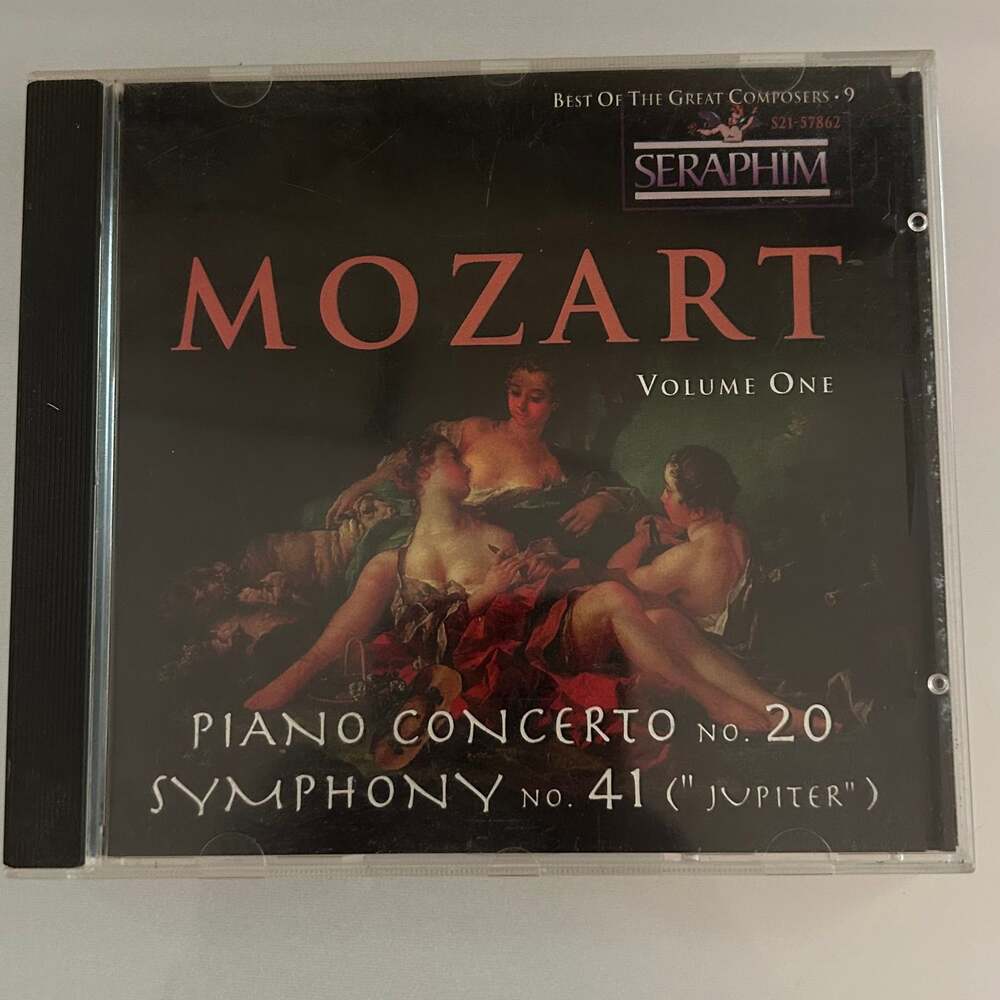 BEST OF THE GREAT COMPOSERS • 9
S21-57862
SERAPHIM
MOZART
VOLUME ONE
PIANO CONCERTO NO. 20
SYMPHONY NO. 41 ("JUPITER")